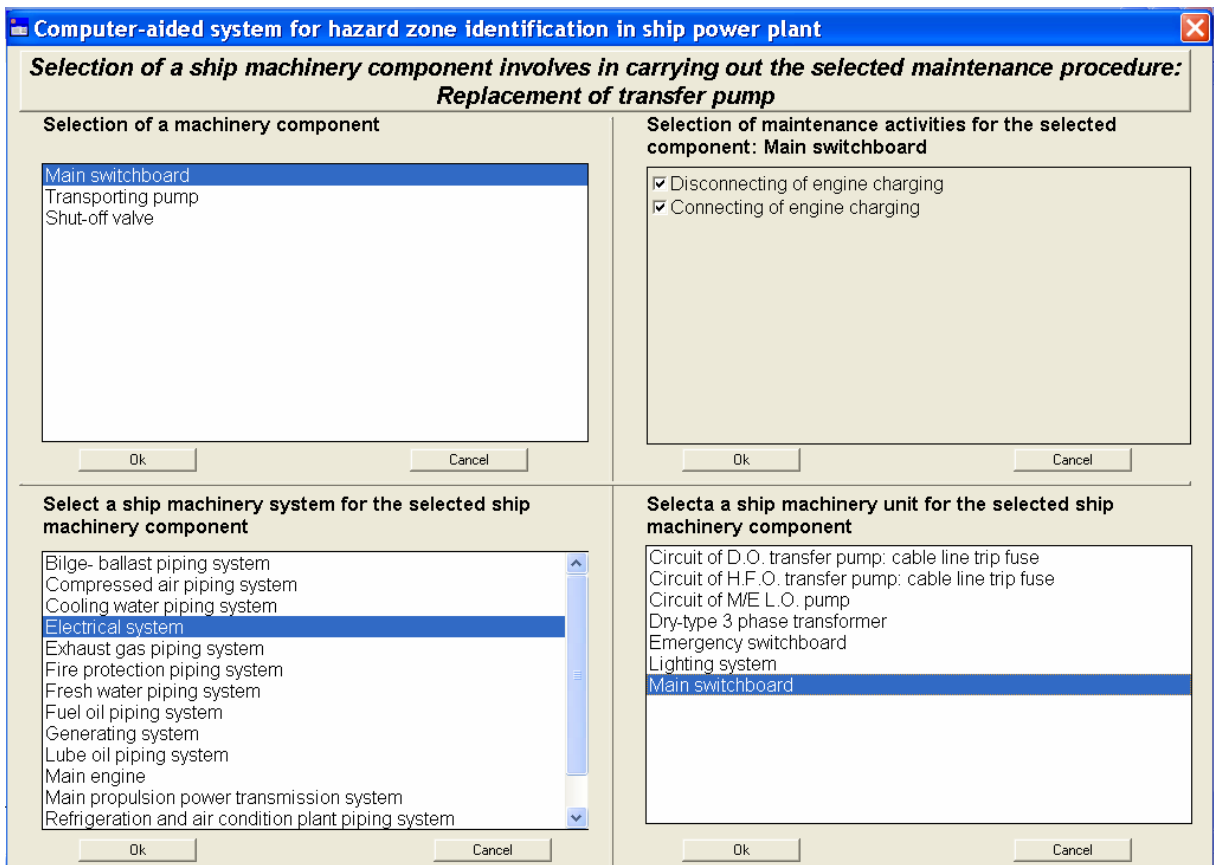 Computer-aided system for hazard zone identification in ship power plant
Selection of a ship machinery component involves in carrying out the selected maintenance procedure:
Replacement of transfer pump
Selection of a machinery component
Main switchboard
Transporting pump
Shut-off valve
Ok
Cancel
Selection of maintenance activities for the selected
component: Main switchboard
Disconnecting of engine charging
Connecting of engine charging
Ok
Cancel
Select a ship machinery system for the selected ship
machinery component
Bilge- ballast piping system
Compressed air piping system
Cooling water piping system
Electrical system
Exhaust gas piping system
Fire protection piping system
Fresh water piping system
Fuel oil piping system
Generating system
Lube oil piping system
Main engine
Main propulsion power transmission system
Refrigeration and air condition plant piping system
Ok
Cancel
Selecta a ship machinery unit for the selected ship
machinery component
Circuit of D.O. transfer pump: cable line trip fuse
Circuit of H.F.O. transfer pump: cable line trip fuse
Circuit of M/E L.O. pump
Dry-type 3 phase transformer
Emergency switchboard
Lighting system
Main switchboard
Ok
Cancel